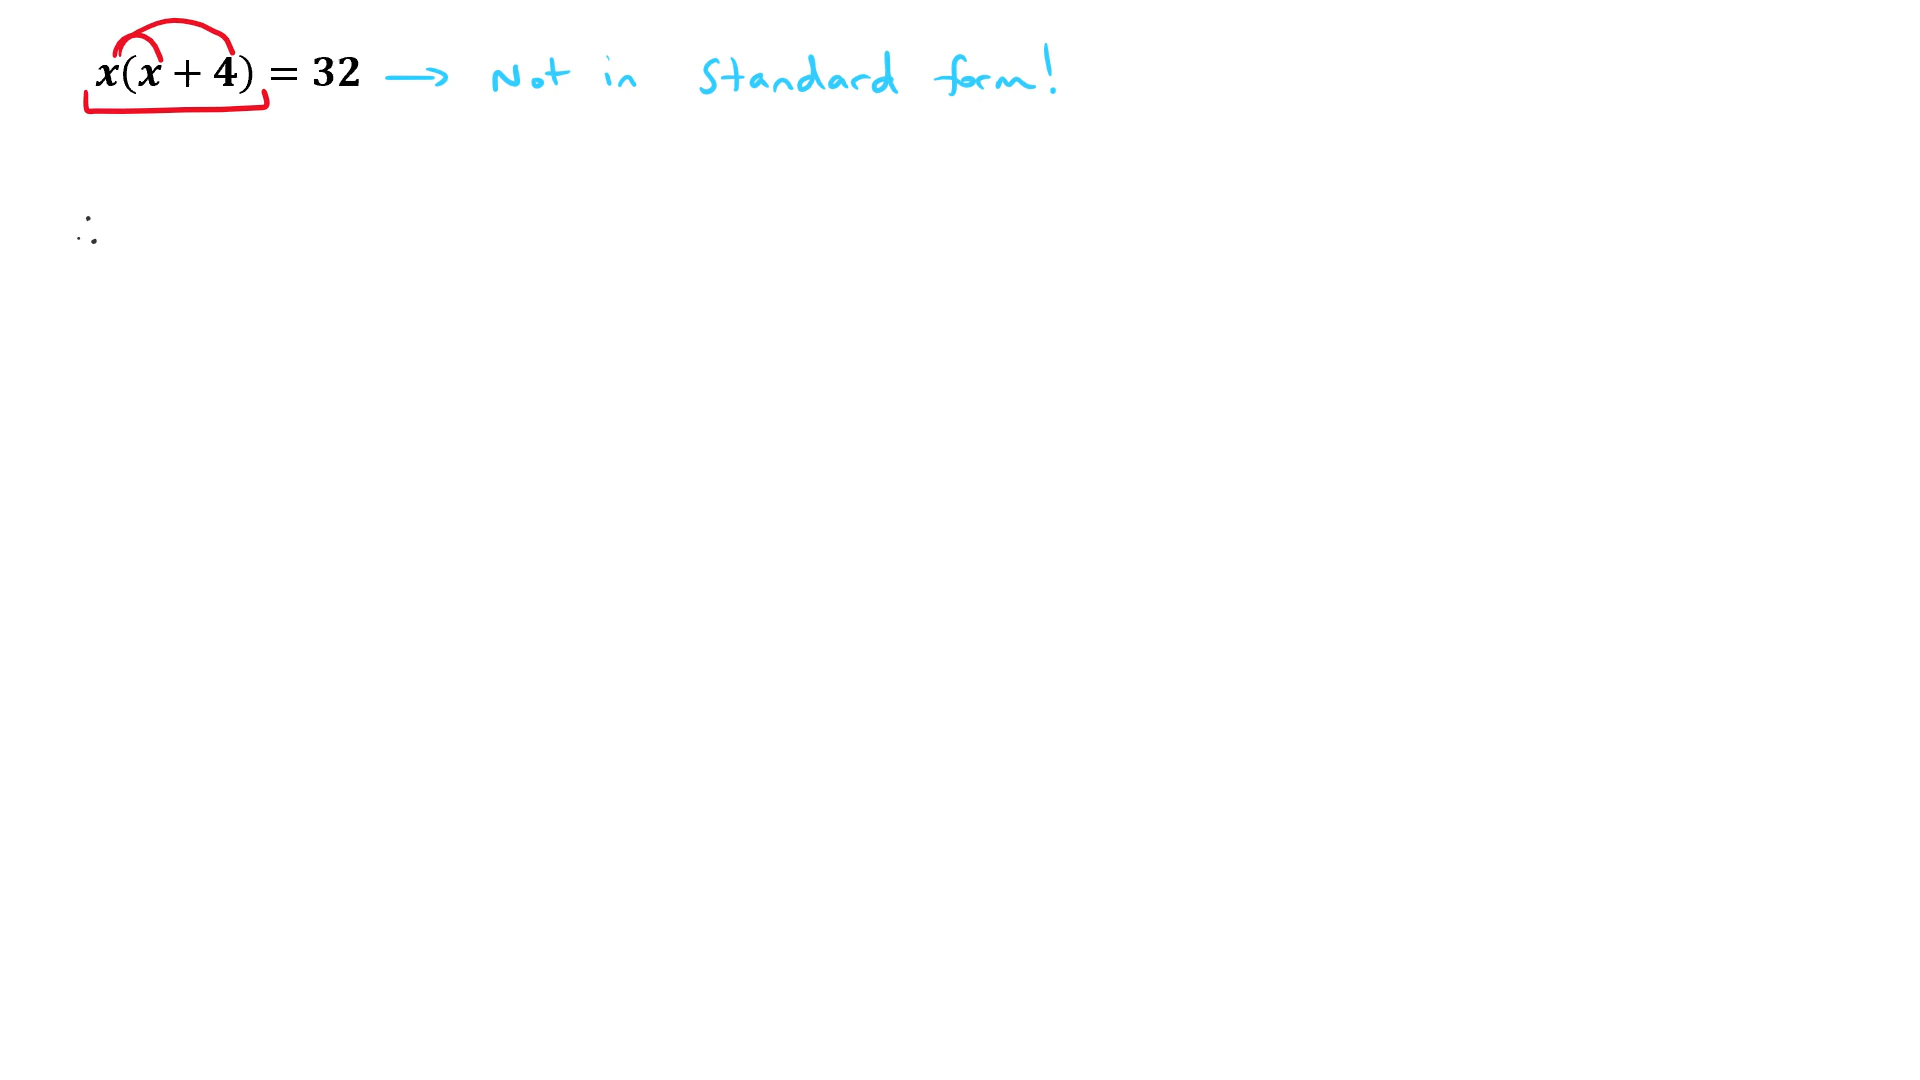 x(x + 4) = 32 → Not in Standard form!
∴